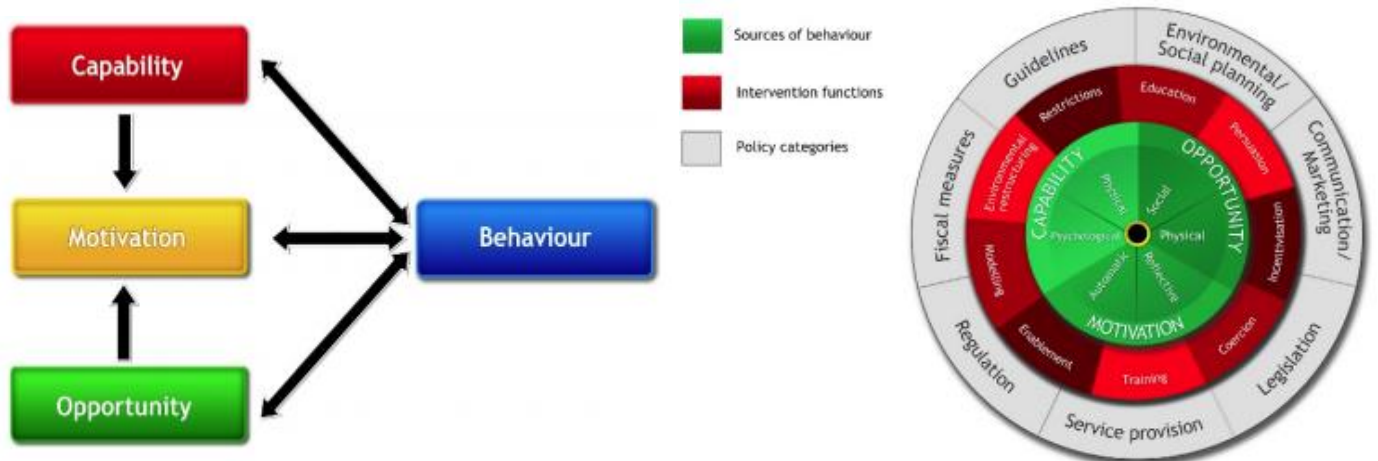 Capability
Motivation
Opportunity
Behaviour
Sources of behaviour
Intervention functions
Policy categories
Environmental/
Social planning
Communication/
Marketing
Legislation
Service provision
Regulation
Fiscal measures
Guidelines
Education
Persuasion
Incentivisation
Coercion
Training
Enablement
Modelling
Environmental
restructuring
Restrictions
CAPABILITY
OPPORTUNITY
MOTIVATION
Physical
Social
Psychological
Physical
Automatic
Reflective